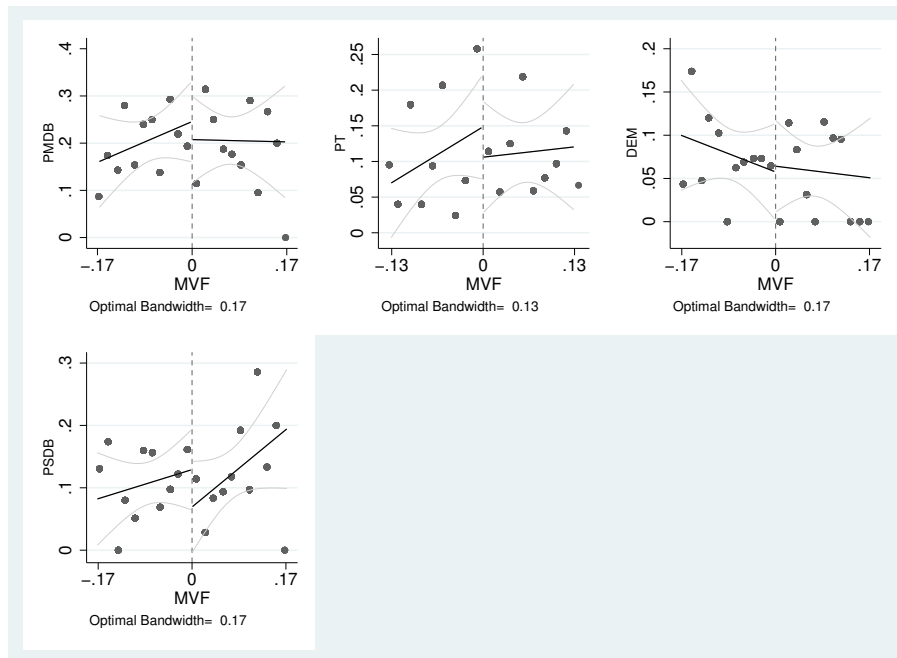 PMDB
.4
.3
.2
.1
0
−.17 0 .17
MVF
Optimal Bandwidth= 0.17
PT
.25
.2
.15
.1
.05
0
−.13 0 .13
MVF
Optimal Bandwidth= 0.13
DEM
.2
.15
.1
.05
0
−.17 0 .17
MVF
Optimal Bandwidth= 0.17
PSDB
.3
.2
.1
0
−.17 0 .17
MVF
Optimal Bandwidth= 0.17